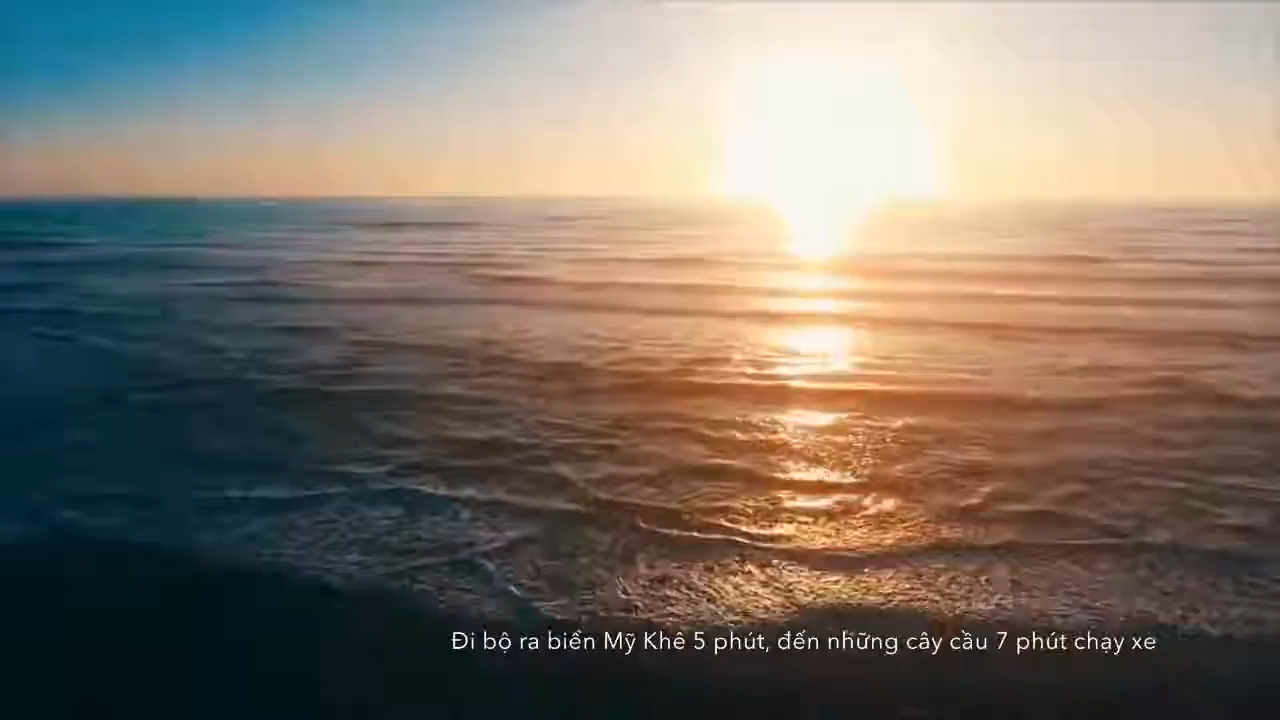 Đi bộ ra biển Mỹ Khê 5 phút, đến những cây cầu 7 phút chạy xe